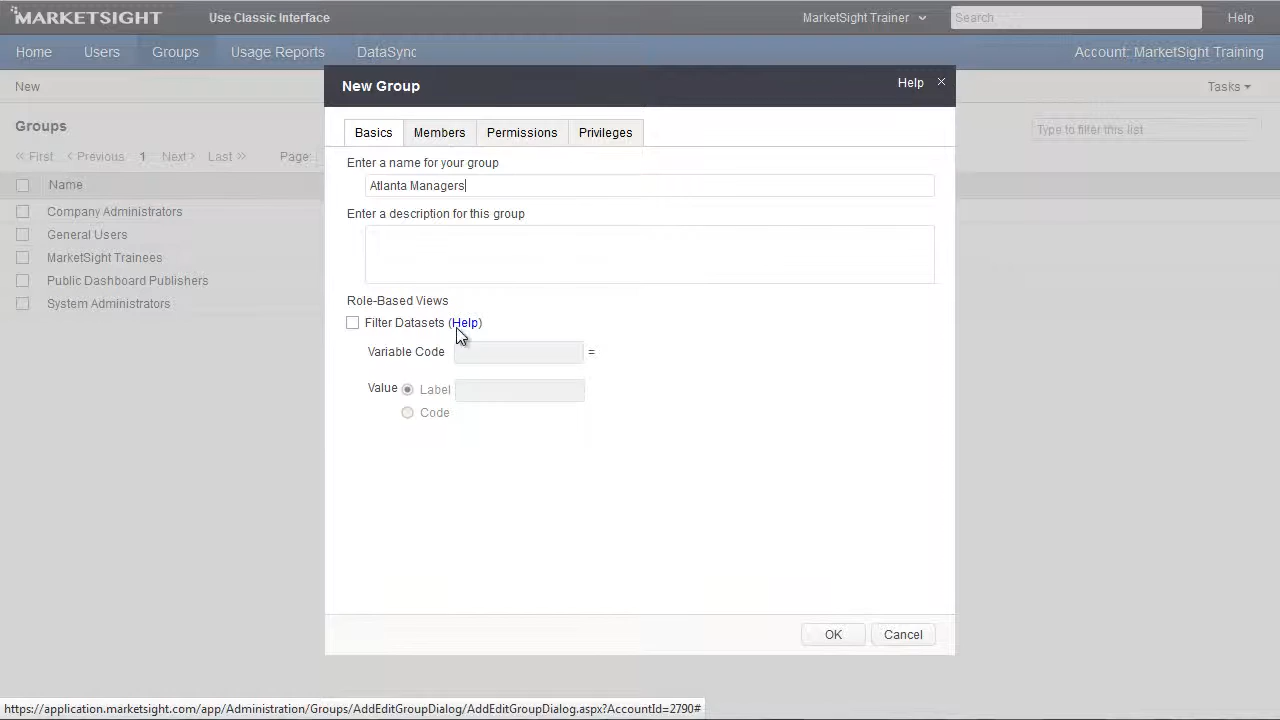 MARKETSIGHT Use Classic Interface MarketSight Trainer Search Help
Home Users Groups Usage Reports DataSync Account: MarketSight Training
New Tasks
New Group Help ×
Groups
Type to filter this list
« First ‹ Previous 1 Next › Last » Page:
Name
Company Administrators
General Users
MarketSight Trainees
Public Dashboard Publishers
System Administrators
Basics Members Permissions Privileges
Enter a name for your group
Atlanta Managers
Enter a description for this group
Role-Based Views
Filter Datasets (Help)
Variable Code =
Value Label
Code
OK Cancel
https://application.marketsight.com/app/Administration/Groups/AddEditGroupDialog/AddEditGroupDialog.aspx?AccountId=2790#